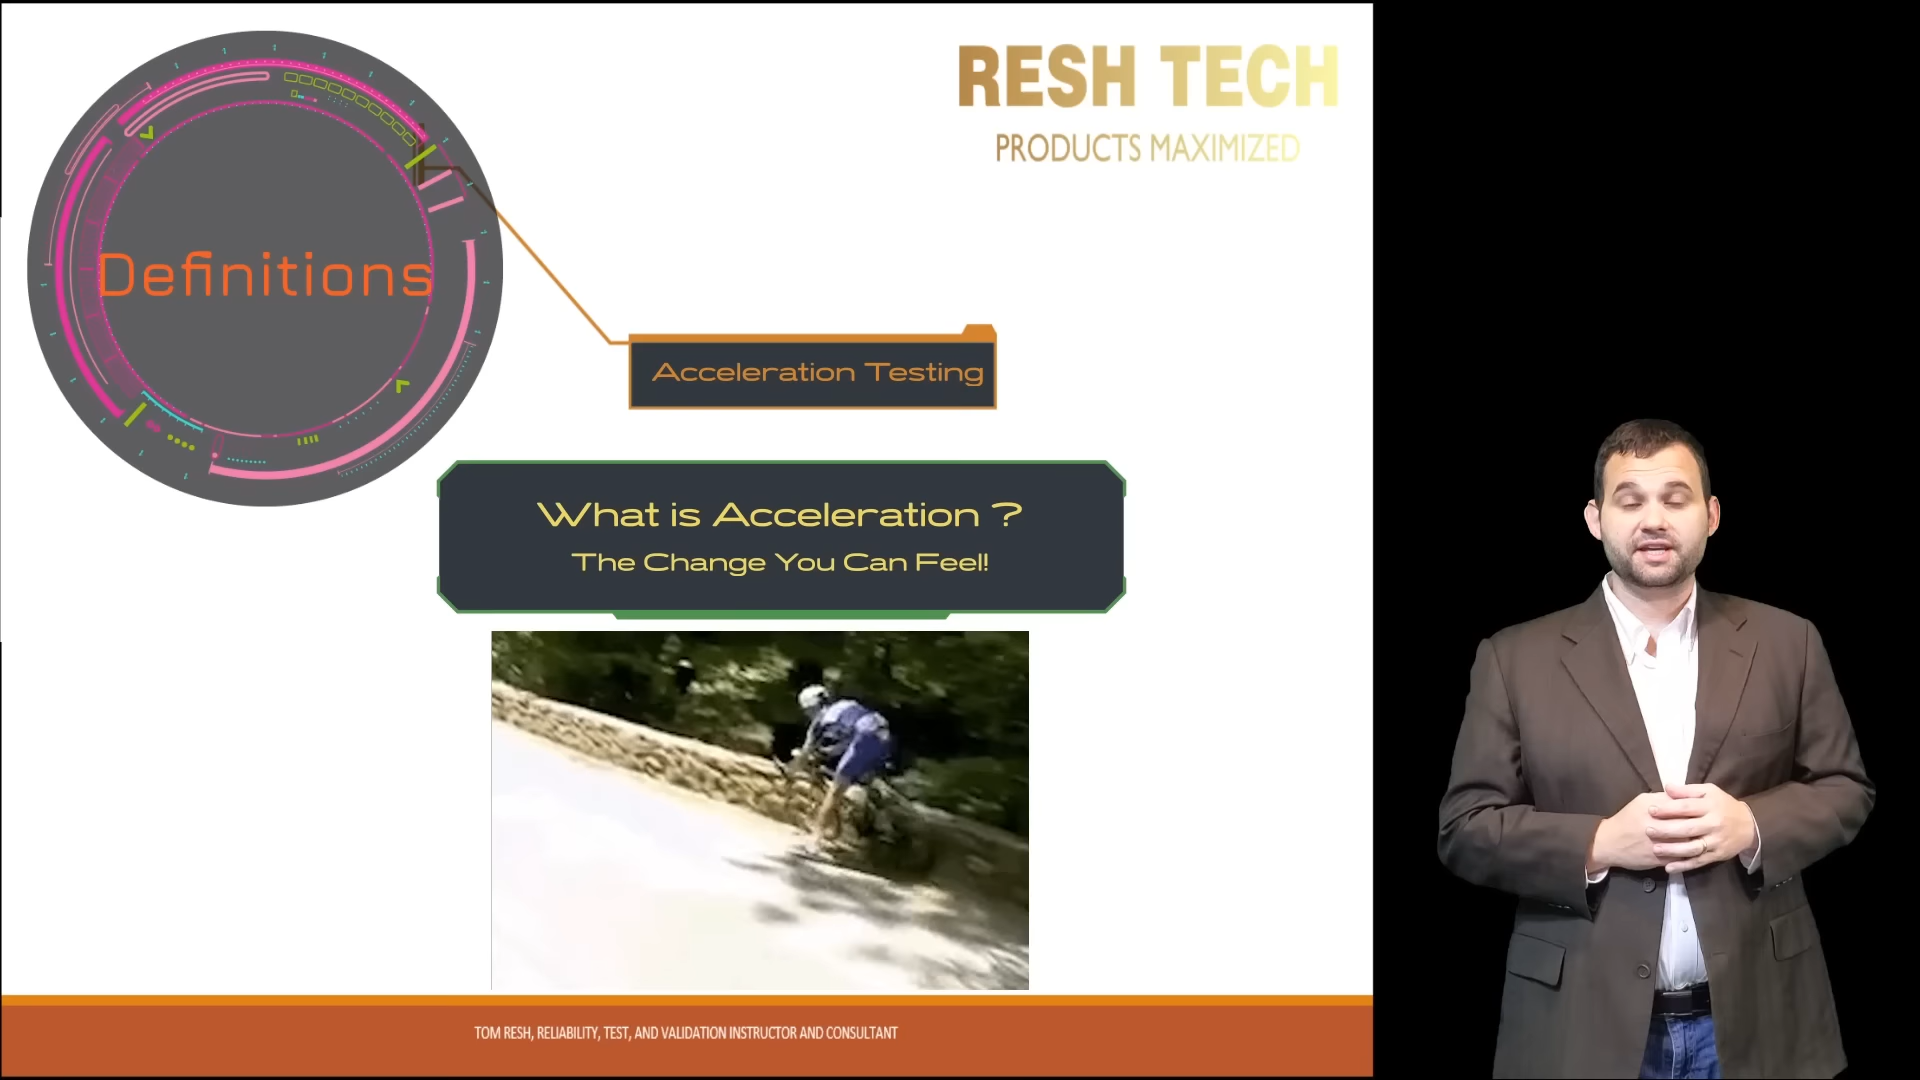 RESH TECH
PRODUCTS MAXIMIZED
Definitions
Acceleration Testing
What is Acceleration ?
The Change You Can Feel!
TOM RESH, RELIABILITY, TEST, AND VALIDATION INSTRUCTOR AND CONSULTANT